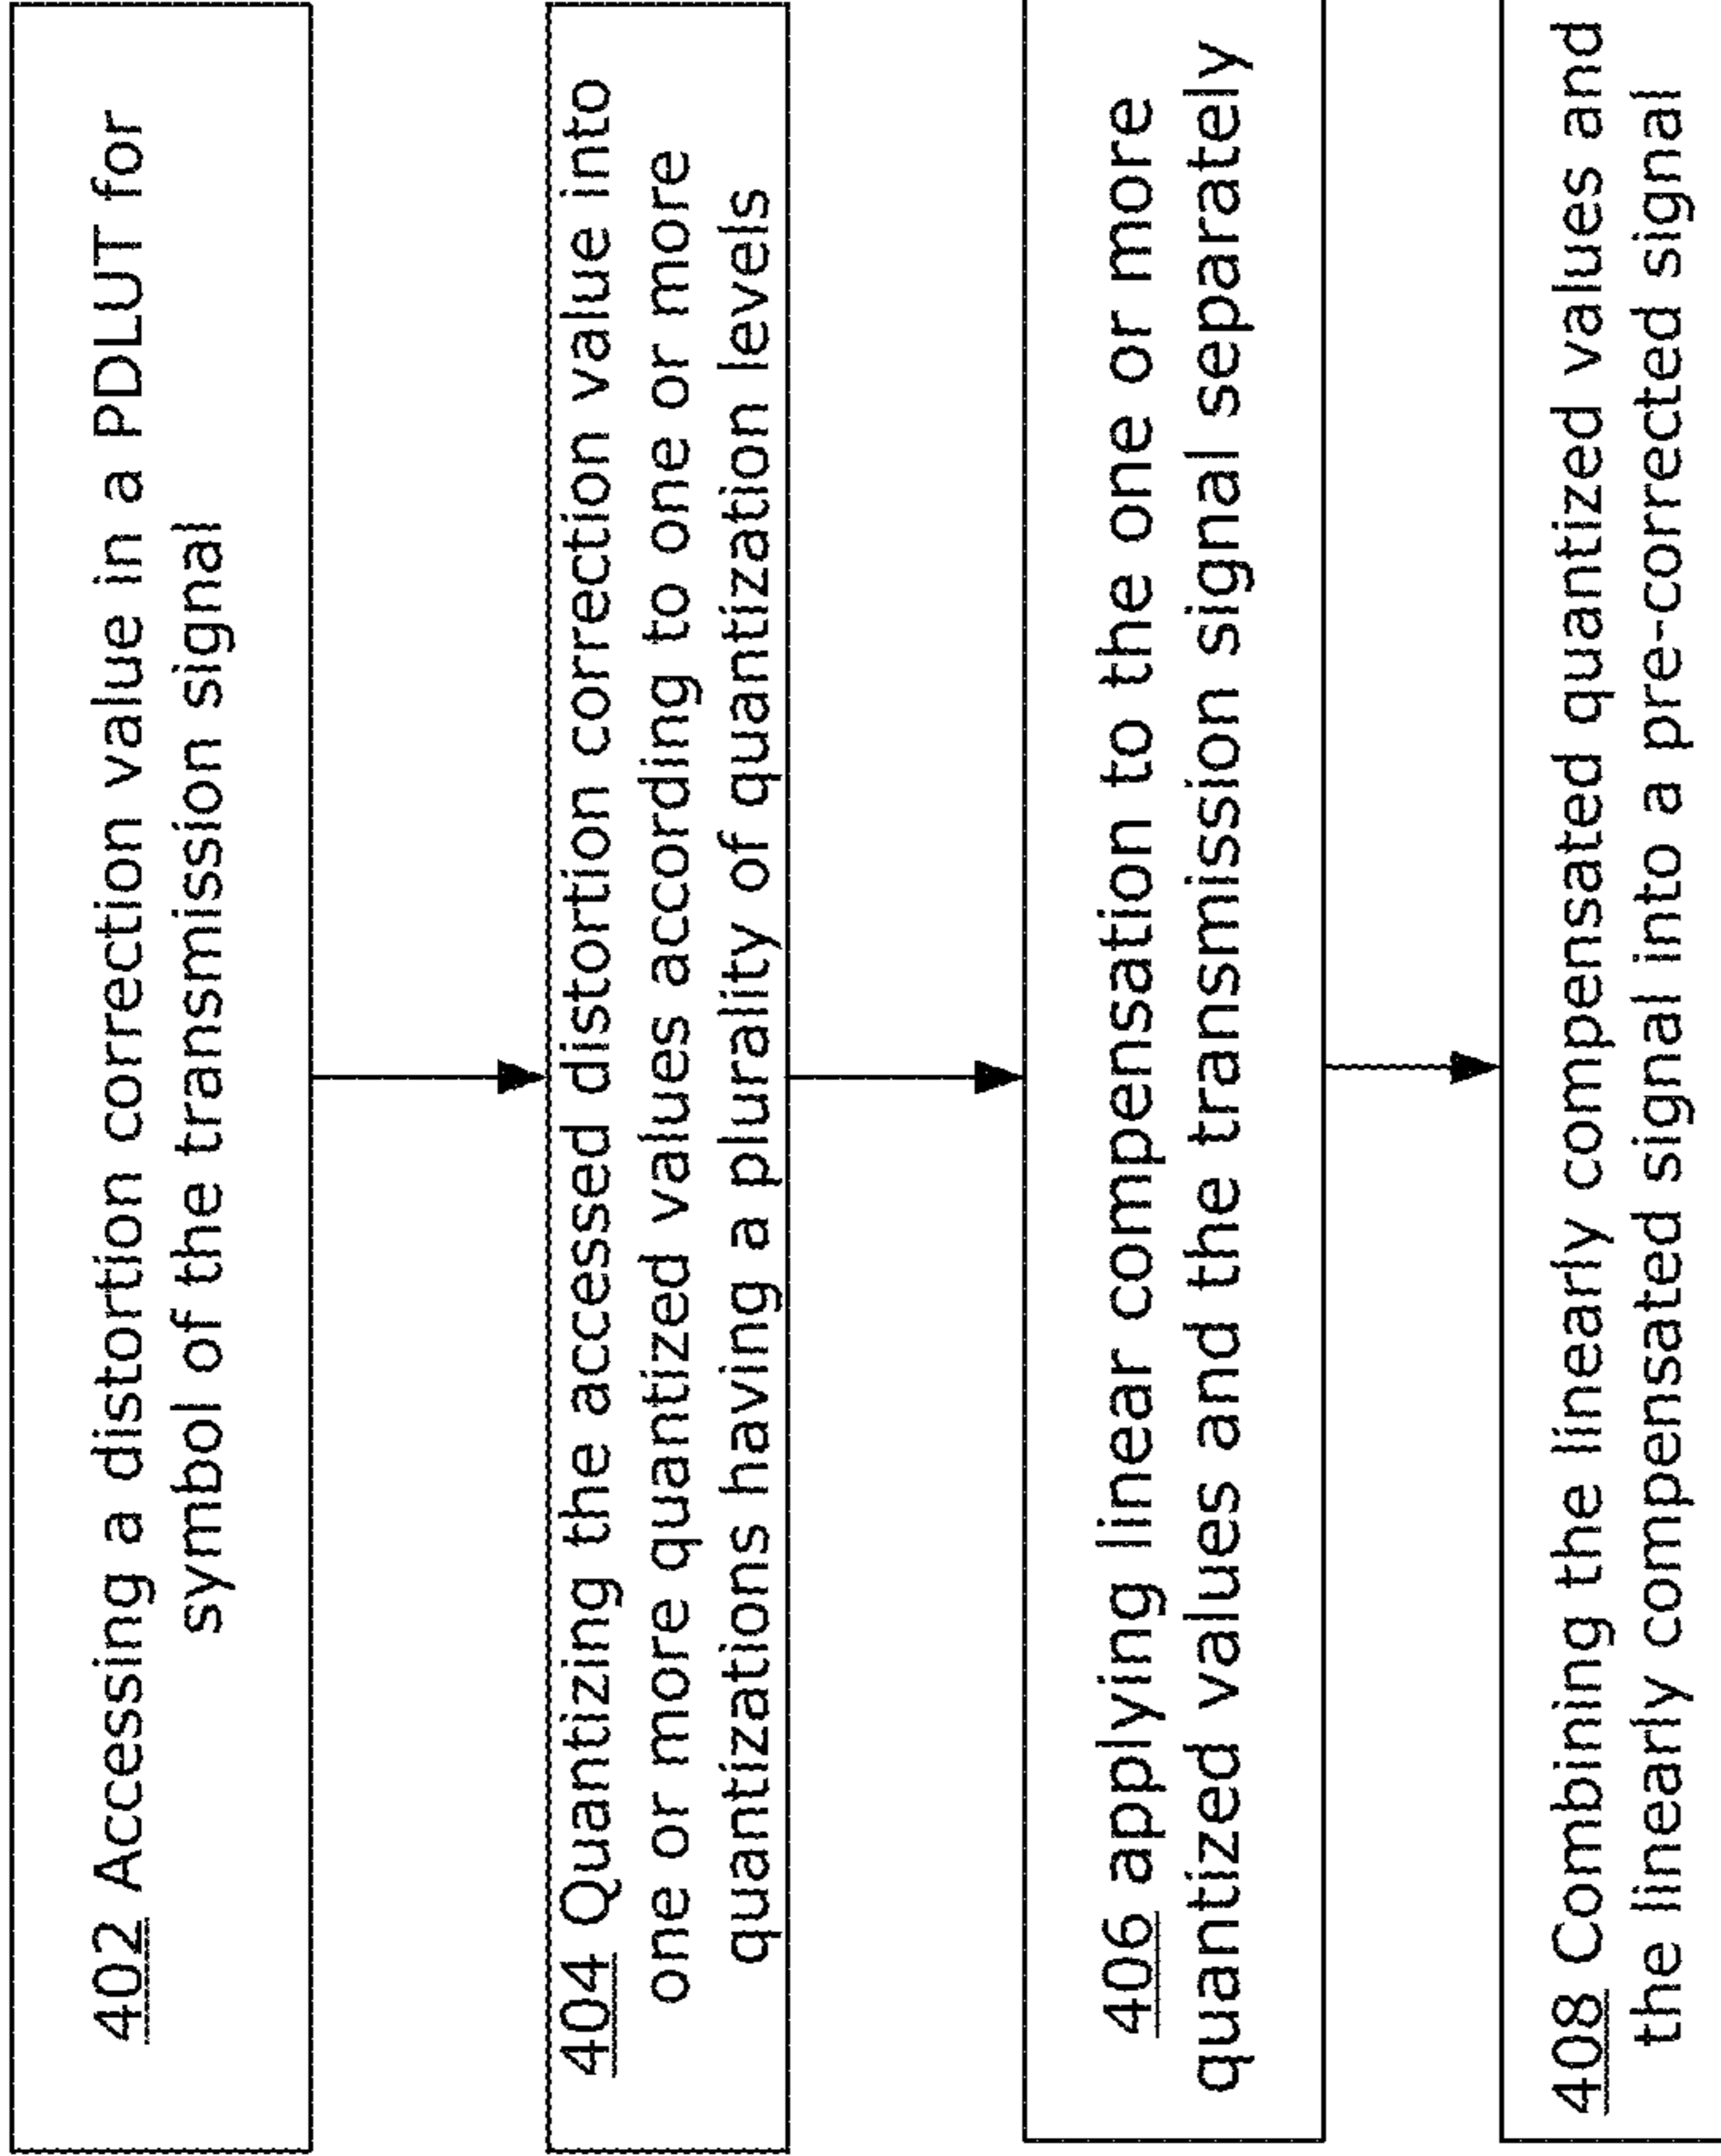 402 Accessing a distortion correction value in a PDLUT for
symbol of the transmission signal
404 Quantizing the accessed distortion correction value into
one or more quantized values according to one or more
quantizations having a plurality of quantization levels
406 applying linear compensation to the one or more
quantized values and the transmission signal separately
408 Combining the linearly compensated quantized values and
the linearly compensated signal into a pre-corrected signal